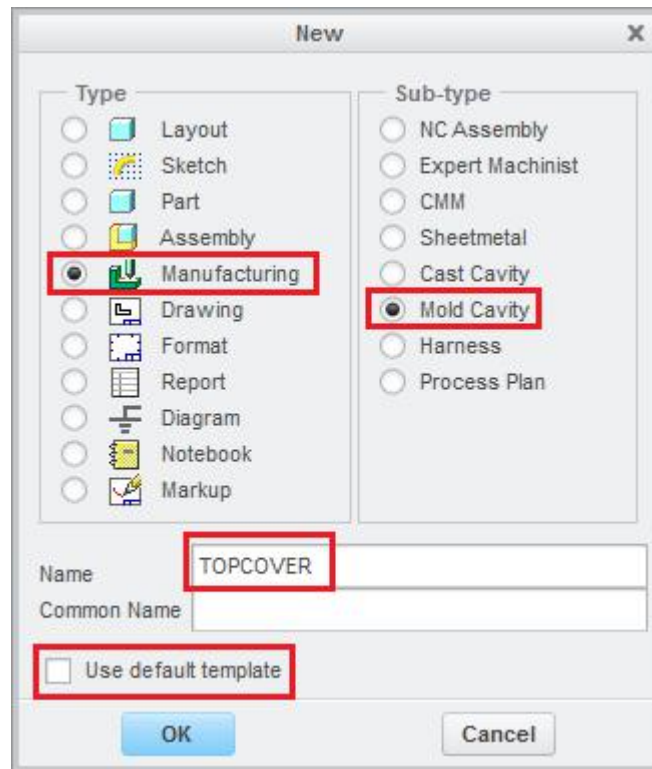 New
Type
Layout
Sketch
Part
Assembly
Manufacturing
Drawing
Format
Report
Diagram
Notebook
Markup
Sub-type
NC Assembly
Expert Machinist
CMM
Sheetmetal
Cast Cavity
Mold Cavity
Harness
Process Plan
Name TOPCOVER
Common Name
Use default template
OK Cancel